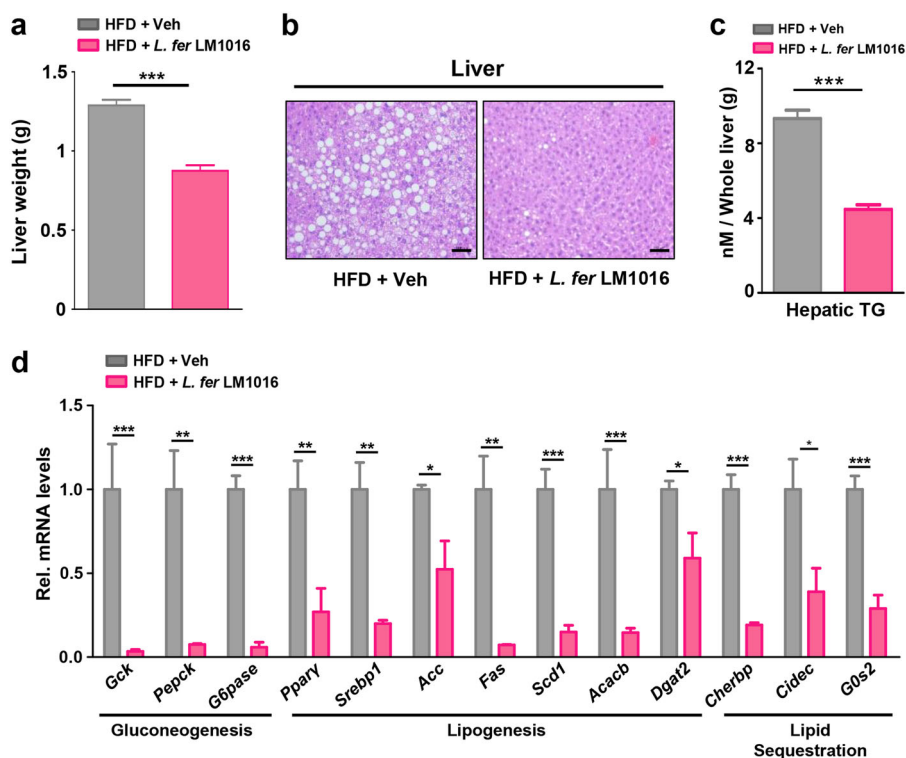 a
HFD + Veh
HFD + L. fer LM1016
Liver weight (g)
1.5
1
0.5
0
***
b
Liver
HFD + Veh
HFD + L. fer LM1016
c
HFD + Veh
HFD + L. fer LM1016
nM / Whole liver (g)
12
9
8
4
0
***
Hepatic TG
d
HFD + Veh
HFD + L. fer LM1016
Rel. mRNA levels
1.5
1.0
0.5
0.0
*** ** *** ** ** * ** *** *** * *** * ***
Gck Pepck G6pase Pparγ Srebp1 Acc Fas Scd1 Acacb Dgat2 Cherbp Cidec G0s2
Gluconeogenesis
Lipogenesis
Lipid
Sequestration